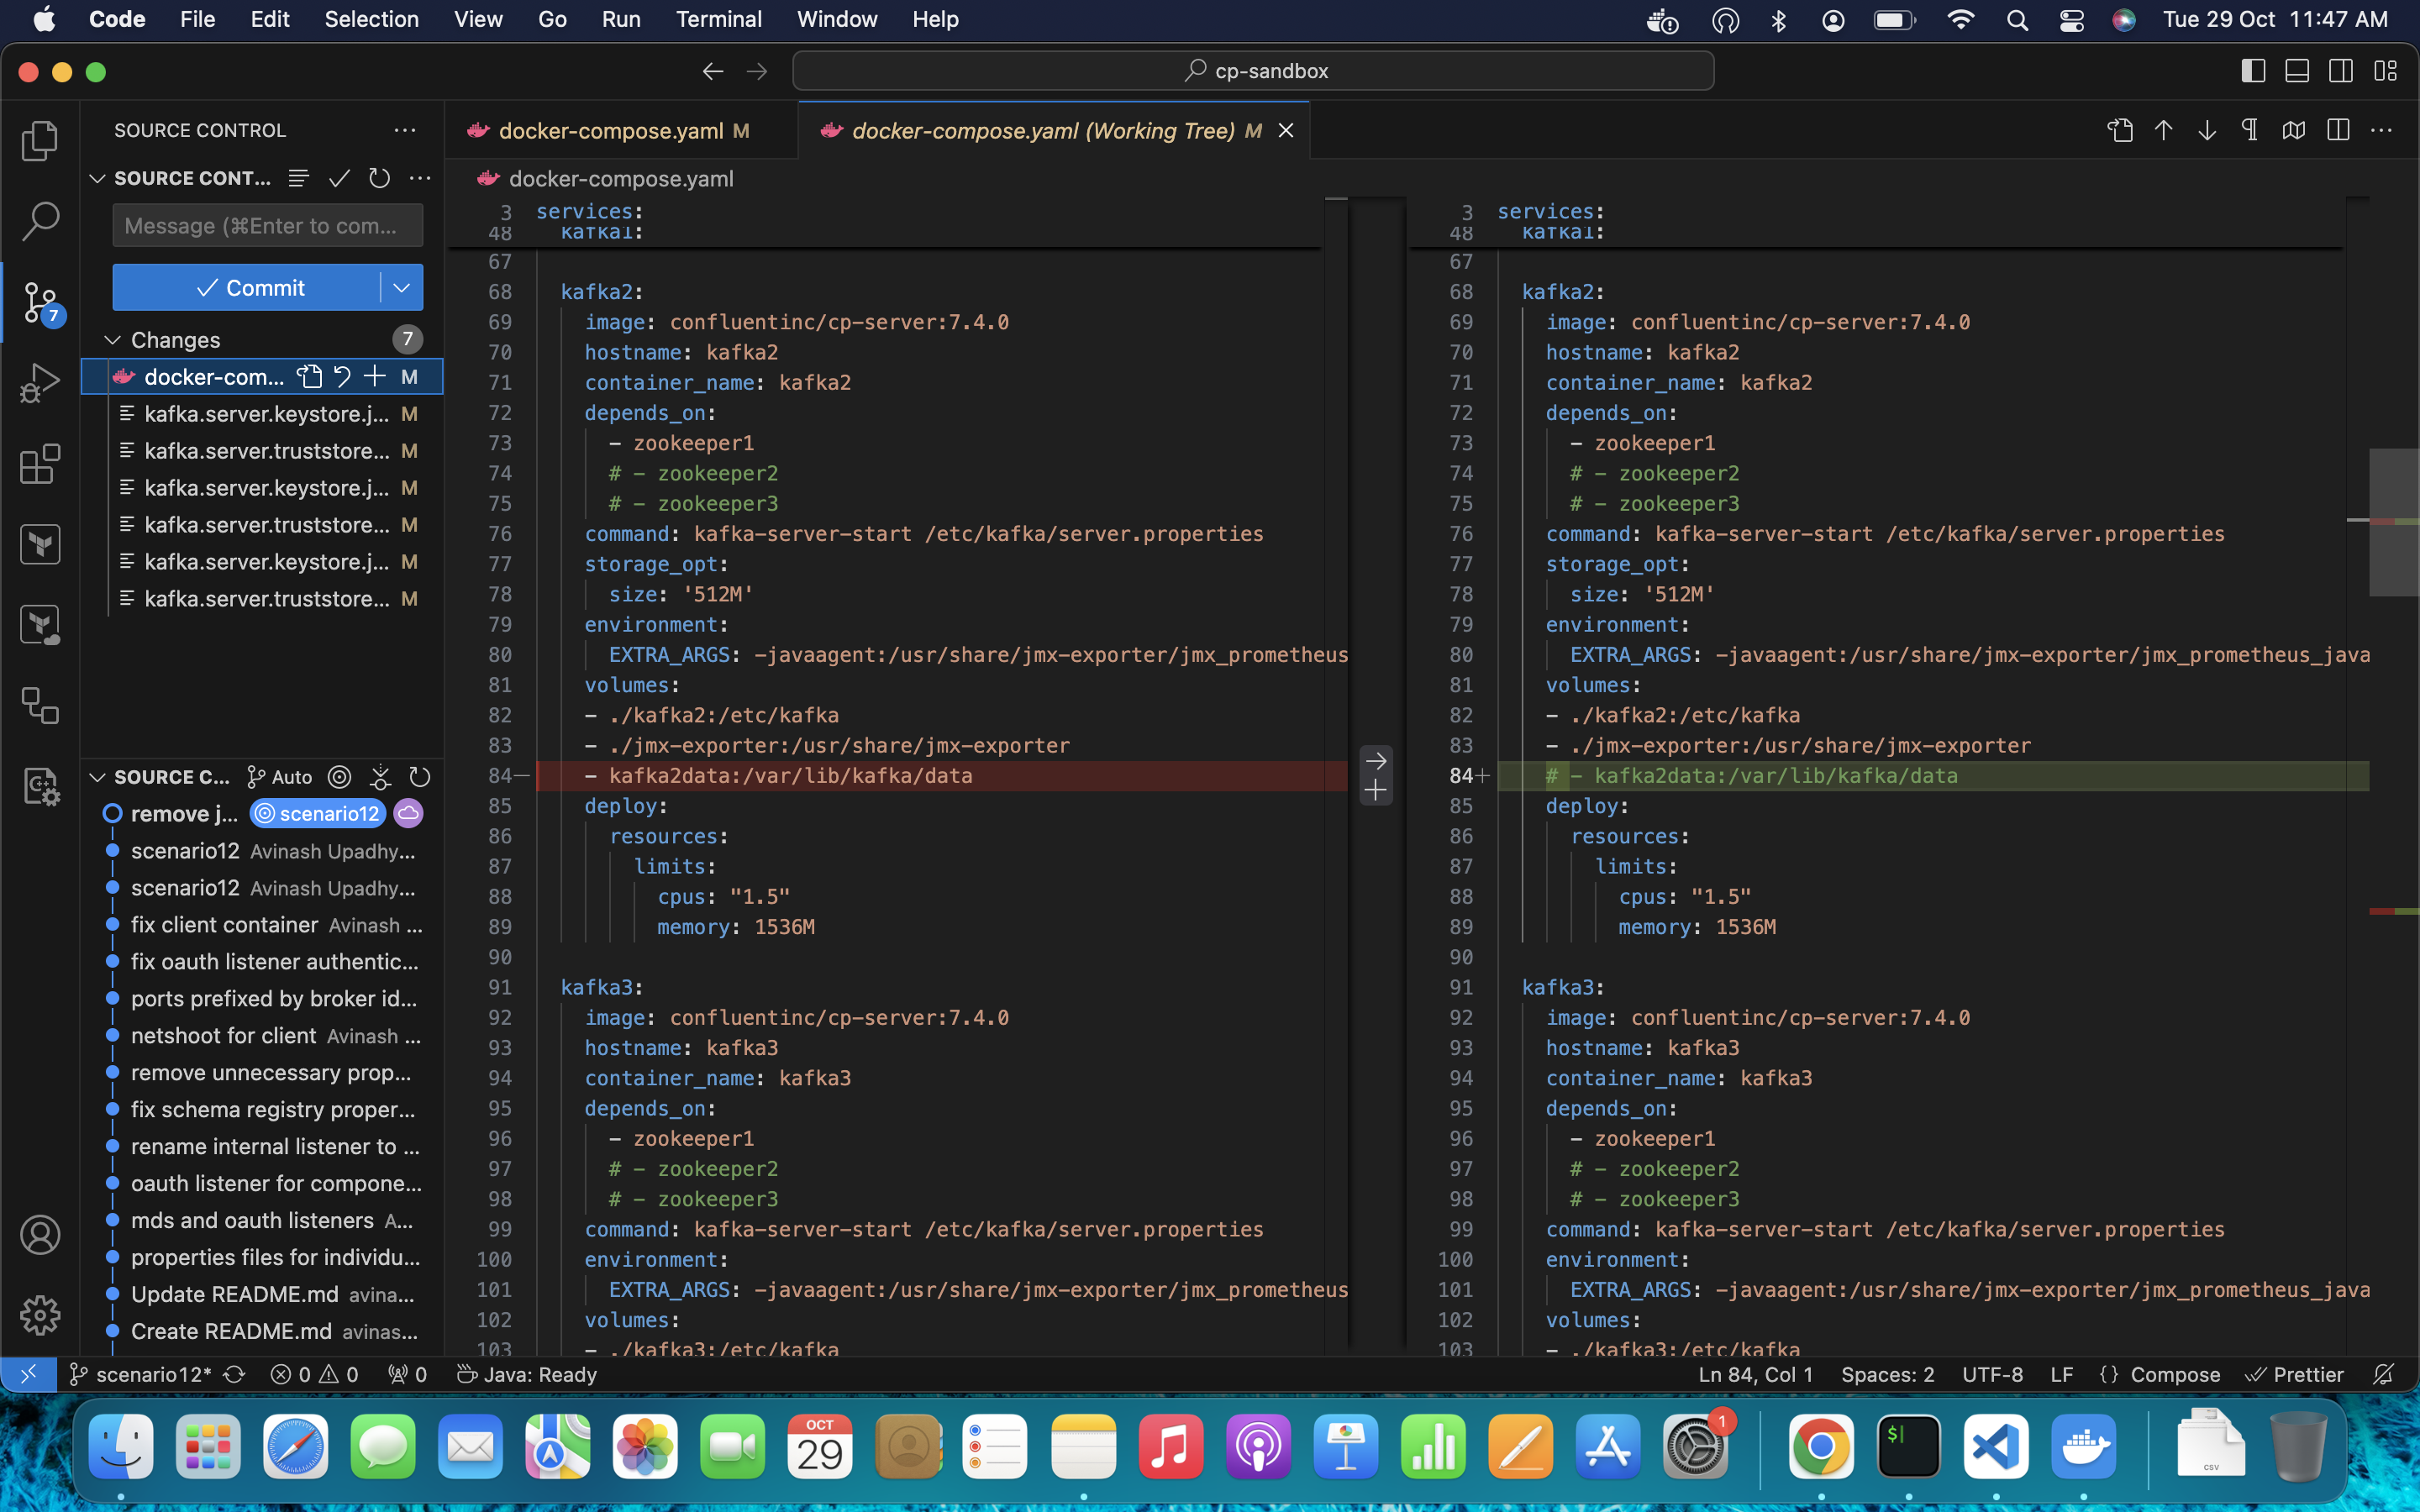 Code File Edit Selection View Go Run Terminal Window Help Tue 29 Oct 11:47 AM
cp-sandbox
SOURCE CONTROL
SOURCE CONT...
Message (⌘Enter to com...
Commit
Changes 7
7
docker-com... M
kafka.server.keystore.j... M
kafka.server.truststore... M
kafka.server.keystore.j... M
kafka.server.truststore... M
kafka.server.keystore.j... M
kafka.server.truststore... M
SOURCE C... Auto
remove j... scenario12
scenario12 Avinash Upadhy...
scenario12 Avinash Upadhy...
fix client container Avinash ...
fix oauth listener authentic...
ports prefixed by broker id...
netshoot for client Avinash ...
remove unnecessary prop...
fix schema registry proper...
rename internal listener to ...
oauth listener for compone...
mds and oauth listeners A...
properties files for individu...
Update README.md avina...
Create README.md avinas...
docker-compose.yaml M
docker-compose.yaml (Working Tree) M
docker-compose.yaml
3 services:
48 kafka1:
67
68 kafka2:
69 image: confluentinc/cp-server:7.4.0
70 hostname: kafka2
71 container_name: kafka2
72 depends_on:
73 - zookeeper1
74 # - zookeeper2
75 # - zookeeper3
76 command: kafka-server-start /etc/kafka/server.properties
77 storage_opt:
78 size: '512M'
79 environment:
80 EXTRA_ARGS: -javaagent:/usr/share/jmx-exporter/jmx_prometheus
81 volumes:
82 - ./kafka2:/etc/kafka
83 - ./jmx-exporter:/usr/share/jmx-exporter
84- - kafka2data:/var/lib/kafka/data
85 deploy:
86 resources:
87 limits:
88 cpus: "1.5"
89 memory: 1536M
90
91 kafka3:
92 image: confluentinc/cp-server:7.4.0
93 hostname: kafka3
94 container_name: kafka3
95 depends_on:
96 - zookeeper1
97 # - zookeeper2
98 # - zookeeper3
99 command: kafka-server-start /etc/kafka/server.properties
100 environment:
101 EXTRA_ARGS: -javaagent:/usr/share/jmx-exporter/jmx_prometheus
102 volumes:
103 - ./kafka3:/etc/kafka
3 services:
48 kafka1:
67
68 kafka2:
69 image: confluentinc/cp-server:7.4.0
70 hostname: kafka2
71 container_name: kafka2
72 depends_on:
73 - zookeeper1
74 # - zookeeper2
75 # - zookeeper3
76 command: kafka-server-start /etc/kafka/server.properties
77 storage_opt:
78 size: '512M'
79 environment:
80 EXTRA_ARGS: -javaagent:/usr/share/jmx-exporter/jmx_prometheus_java
81 volumes:
82 - ./kafka2:/etc/kafka
83 - ./jmx-exporter:/usr/share/jmx-exporter
84+ # - kafka2data:/var/lib/kafka/data
85 deploy:
86 resources:
87 limits:
88 cpus: "1.5"
89 memory: 1536M
90
91 kafka3:
92 image: confluentinc/cp-server:7.4.0
93 hostname: kafka3
94 container_name: kafka3
95 depends_on:
96 - zookeeper1
97 # - zookeeper2
98 # - zookeeper3
99 command: kafka-server-start /etc/kafka/server.properties
100 environment:
101 EXTRA_ARGS: -javaagent:/usr/share/jmx-exporter/jmx_prometheus_java
102 volumes:
103 - ./kafka3:/etc/kafka
scenario12* 0 0 0 Java: Ready Ln 84, Col 1 Spaces: 2 UTF-8 LF {} Compose Prettier
OCT
29
1
$
csv